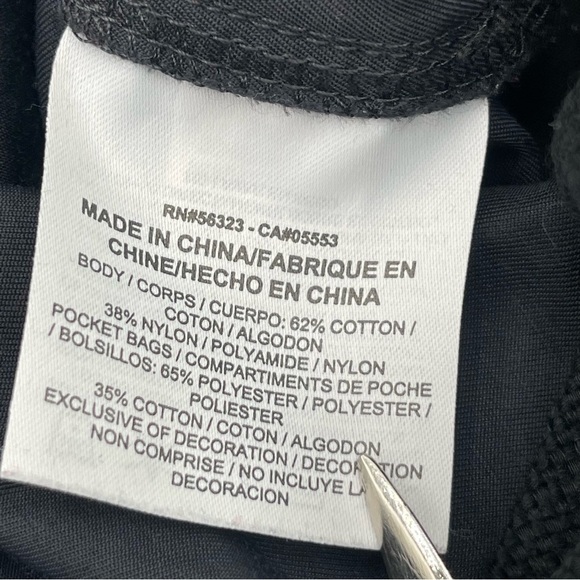 RN#56323 - CA#05553
MADE IN CHINA/FABRIQUE EN
CHINE/HECHO EN CHINA
BODY / CORPS / CUERPO: 62% COTTON /
COTON / ALGODON
38% NYLON / POLYAMIDE / NYLON
POCKET BAGS / COMPARTIMENTS DE POCHE
/ BOLSILLOS: 65% POLYESTER / POLYESTER /
POLIESTER
35% COTTON / COTON / ALGODON
EXCLUSIVE OF DECORATION / DECORATION
NON COMPRISE / NO INCLUYE LA
DECORACION